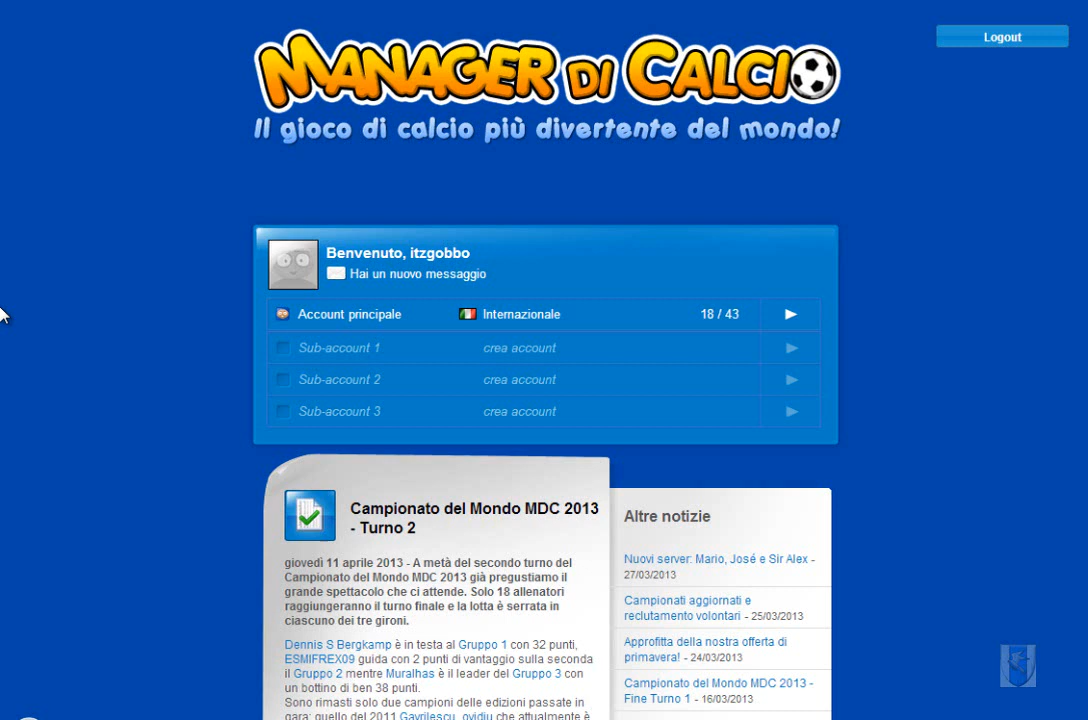 Logout
MANAGER DI CALCIO
Il gioco di calcio più divertente del mondo!
Benvenuto, itzgobbo
Hai un nuovo messaggio
Account principale Internazionale 18 / 43
Sub-account 1 crea account
Sub-account 2 crea account
Sub-account 3 crea account
Campionato del Mondo MDC 2013
- Turno 2
giovedì 11 aprile 2013 - A metà del secondo turno del
Campionato del Mondo MDC 2013 già pregustiamo il
grande spettacolo che ci attende. Solo 18 allenatori
raggiungeranno il turno finale e la lotta è serrata in
ciascuno dei tre gironi.
Dennis S Bergkamp è in testa al Gruppo 1 con 32 punti,
ESMIFREX09 guida con 2 punti di vantaggio sulla seconda
il Gruppo 2 mentre Muralhas è il leader del Gruppo 3 con
un bottino di ben 38 punti.
Sono rimasti solo due campioni delle edizioni passate in
gara: quello del 2011 Gavrilescu_ovidiu che attualmente è
Altre notizie
Nuovi server: Mario, José e Sir Alex -
27/03/2013
Campionati aggiornati e
reclutamento volontari - 25/03/2013
Approfitta della nostra offerta di
primavera! - 24/03/2013
Campionato del Mondo MDC 2013 -
Fine Turno 1 - 16/03/2013